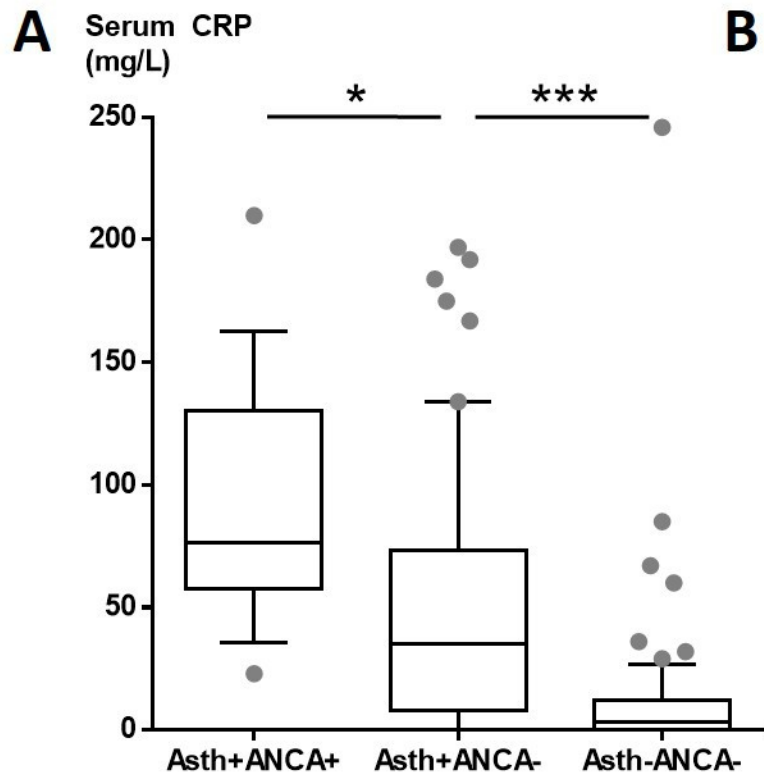 A
Serum CRP
(mg/L)
B
* ***
250
200
150
100
50
0
Asth+ANCA+ Asth+ANCA- Asth-ANCA-